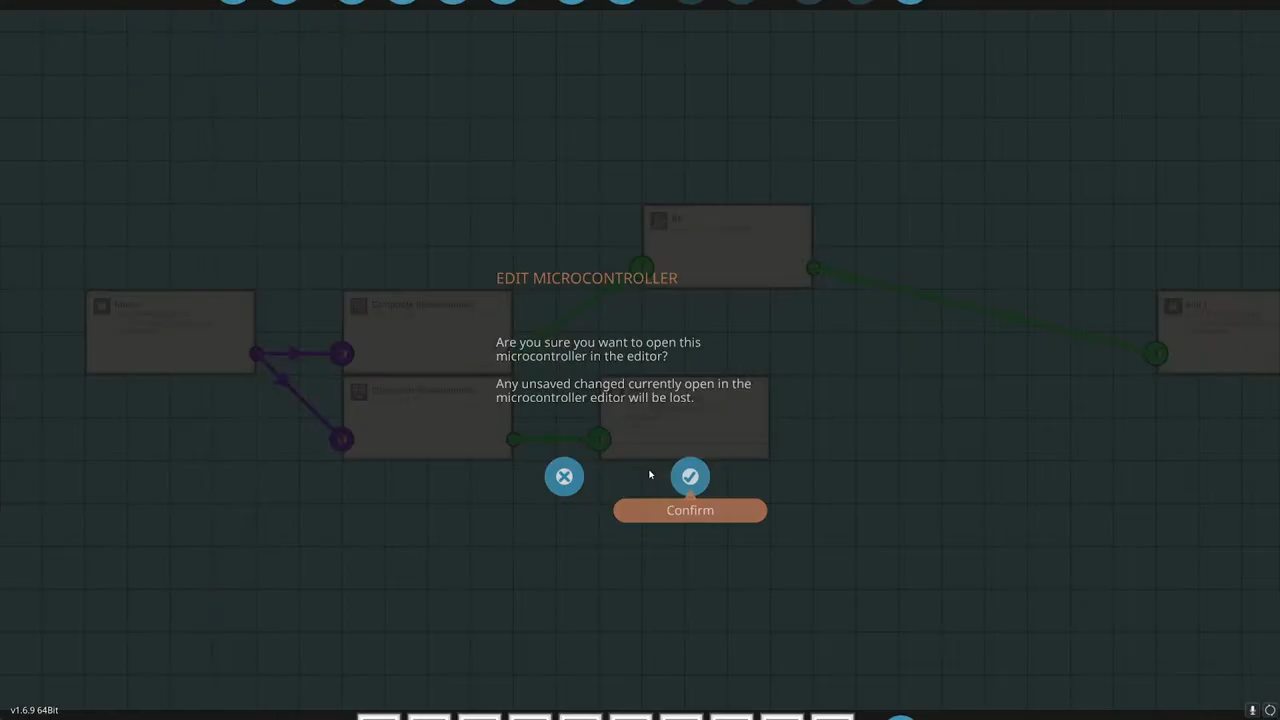 EDIT MICROCONTROLLER
Are you sure you want to open this
microcontroller in the editor?
Any unsaved changed currently open in the
microcontroller editor will be lost.
Confirm
v1.6.9 64Bit